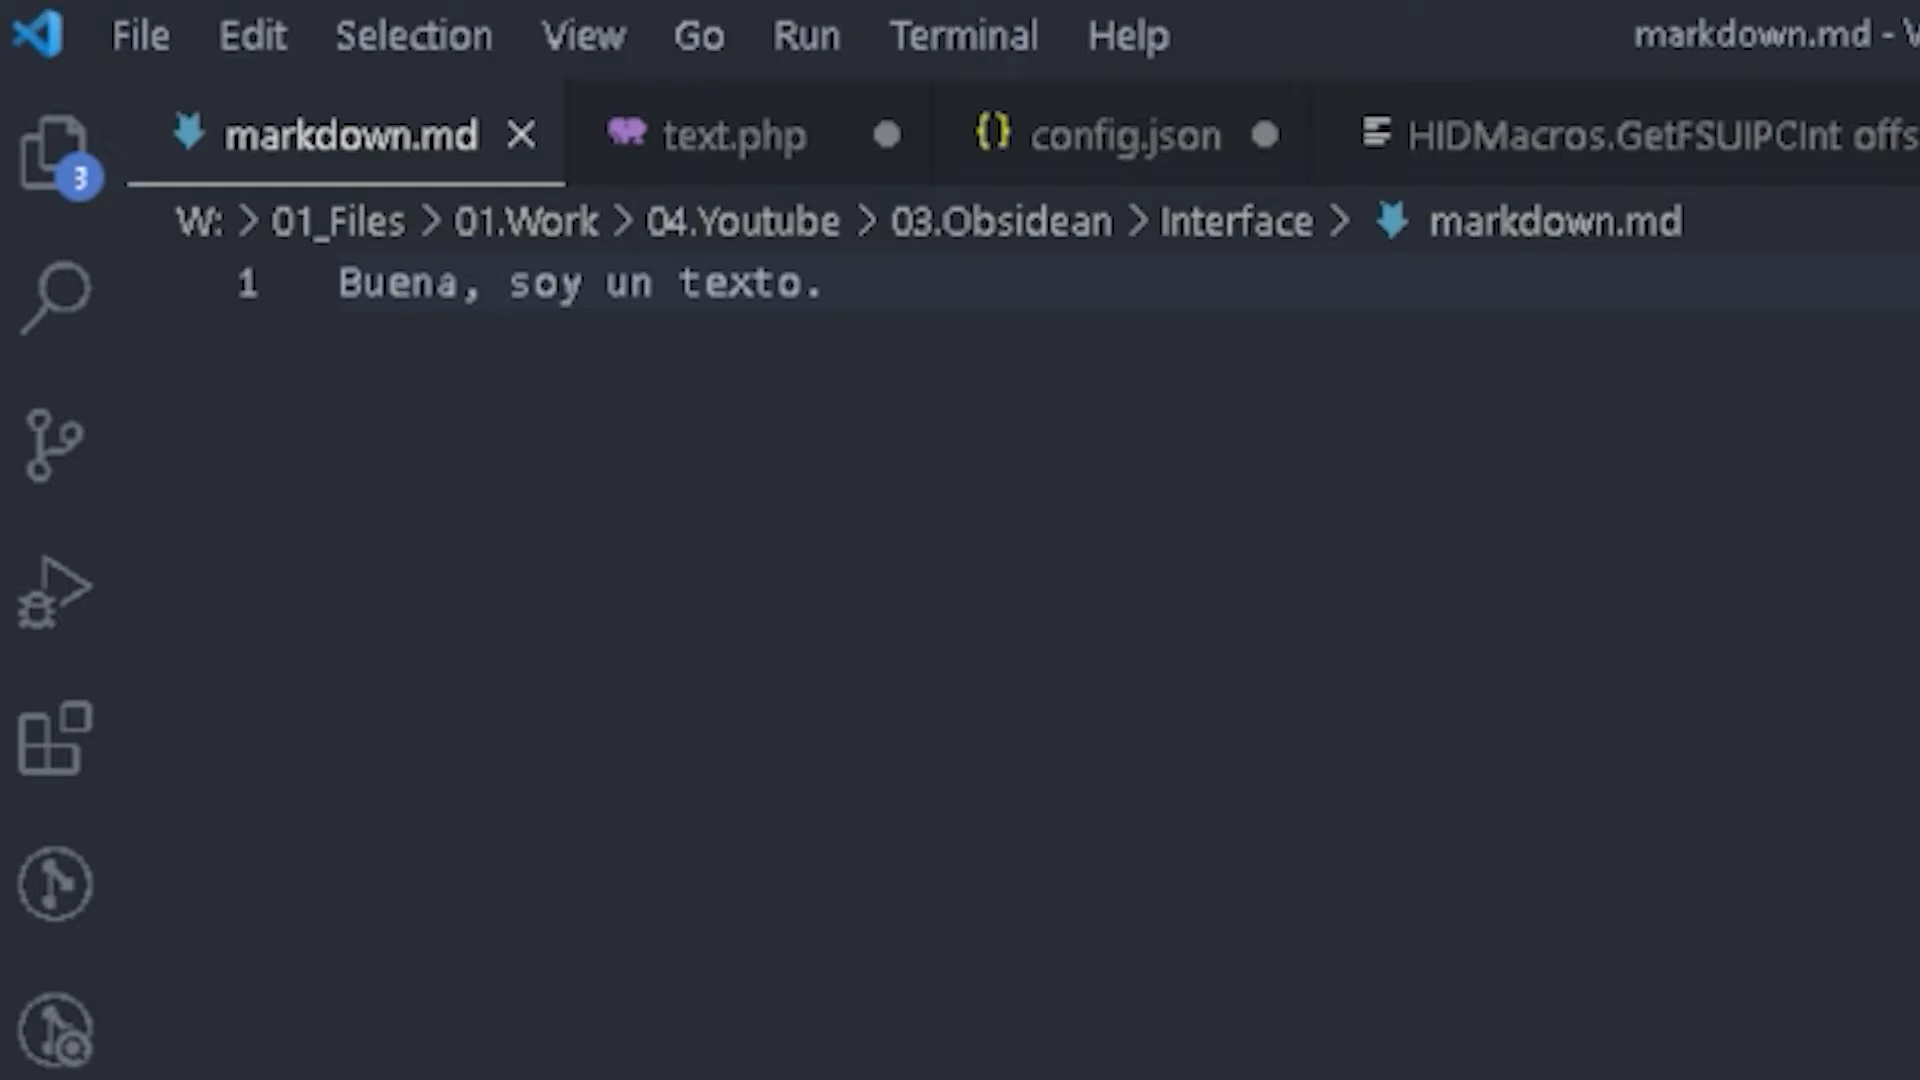 File Edit Selection View Go Run Terminal Help markdown.md -
markdown.md text.php {} config.json HIDMacros.GetFSUIPCInt offs
3
W: > 01_Files > 01.Work > 04.Youtube > 03.Obsidean > Interface > markdown.md
1 Buena, soy un texto.